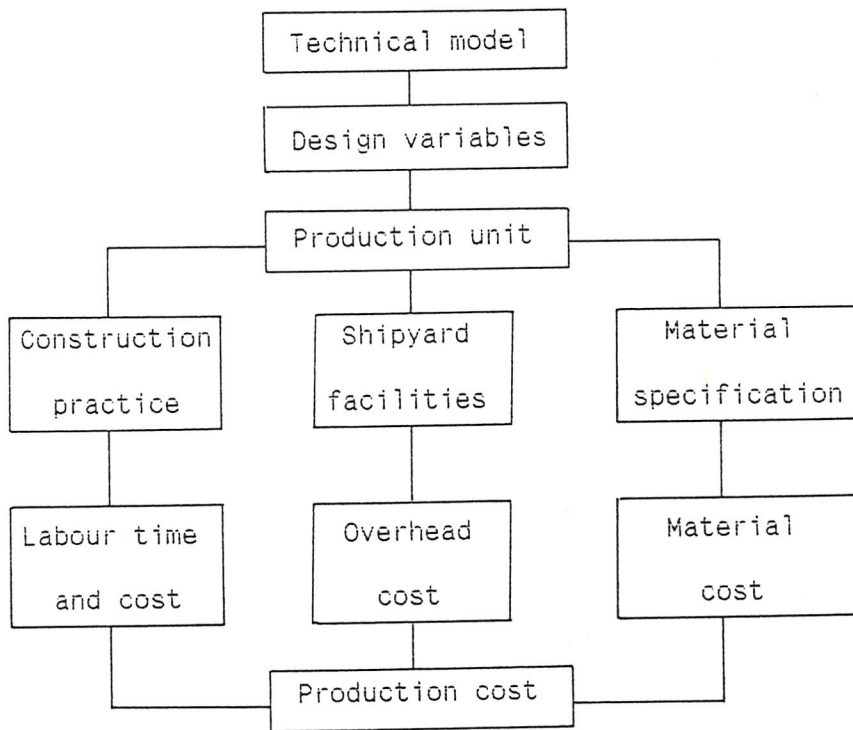 Technical model
Design variables
Production unit
Construction
practice
Shipyard
facilities
Material
specification
Labour time
and cost
Overhead
cost
Material
cost
Production cost